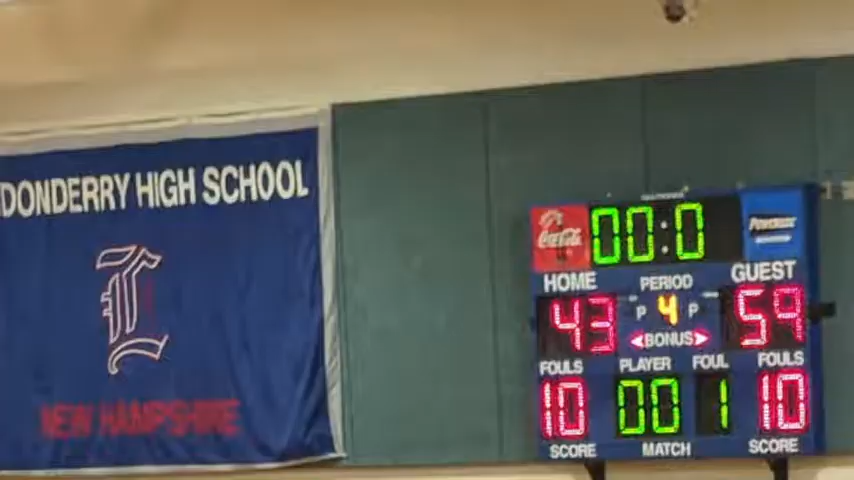 DONDERRY HIGH SCHOOL
L
NEW HAMPSHIRE
Coca-Cola
00:0
POWERADE
HOME
PERIOD
GUEST
43
P 4 P
59
BONUS
FOULS
PLAYER
FOUL
FOULS
10
00
1
10
SCORE
MATCH
SCORE